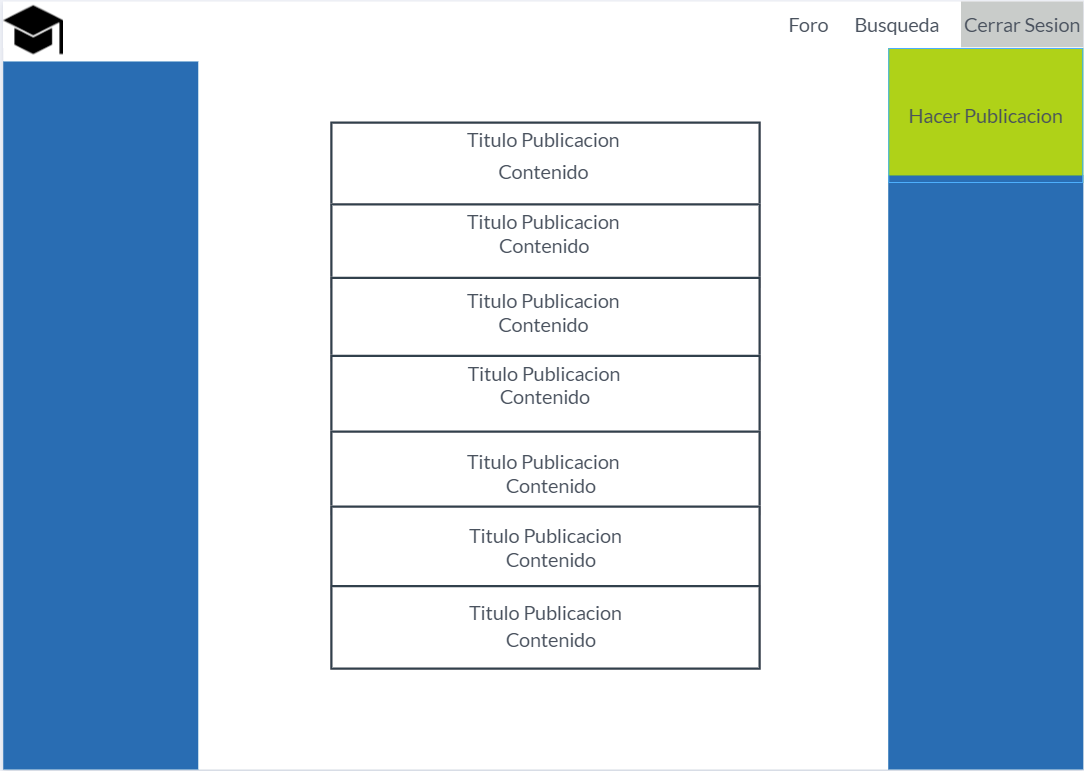 Foro
Busqueda
Cerrar Sesion
Hacer Publicacion
Titulo Publicacion
Contenido
Titulo Publicacion
Contenido
Titulo Publicacion
Contenido
Titulo Publicacion
Contenido
Titulo Publicacion
Contenido
Titulo Publicacion
Contenido
Titulo Publicacion
Contenido